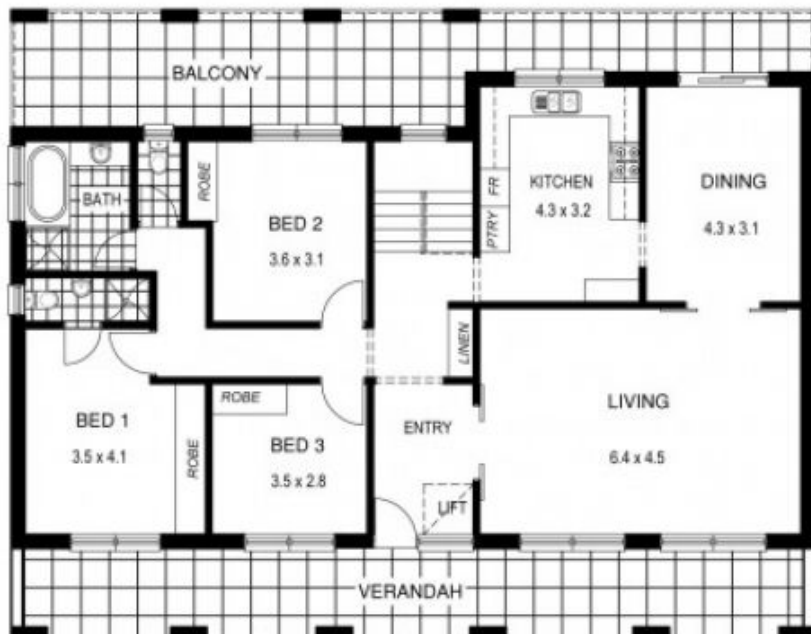 BALCONY
BATH
ROBE
BED 2
3.6 x 3.1
FR
PTRY
KITCHEN
4.3 x 3.2
DINING
4.3 x 3.1
LINEN
BED 1
3.5 x 4.1
ROBE
ROBE
BED 3
3.5 x 2.8
ENTRY
LIFT
LIVING
6.4 x 4.5
VERANDAH